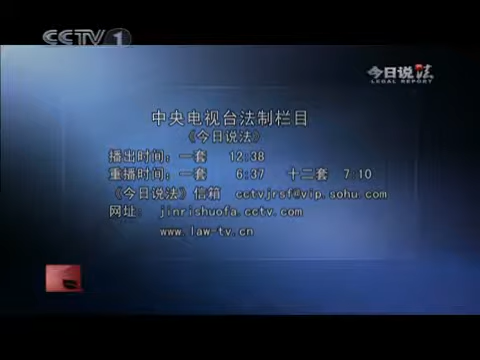 CCTV 1
今日说法
LEGAL REPORT
中央电视台法制栏目
《今日说法》
播出时间：一套 12:38
重播时间：一套 6:37 十二套 7 10
《今日说法》信箱 cctvjrsf@vip.sohu.com
网址： jinrishuofa.cctv.com
www.law-tv.cn